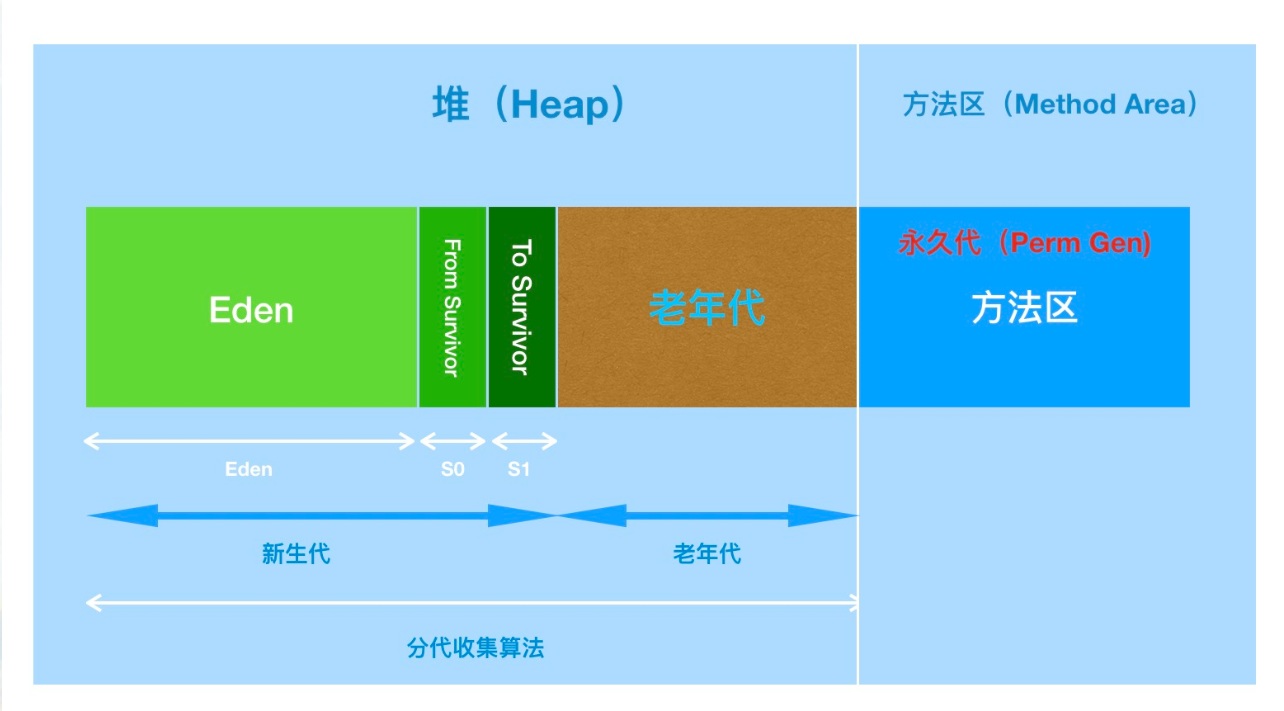 堆（Heap）
方法区（Method Area）
Eden
From Survivor
To Survivor
老年代
永久代（Perm Gen)
方法区
Eden
S0
S1
新生代
老年代
分代收集算法